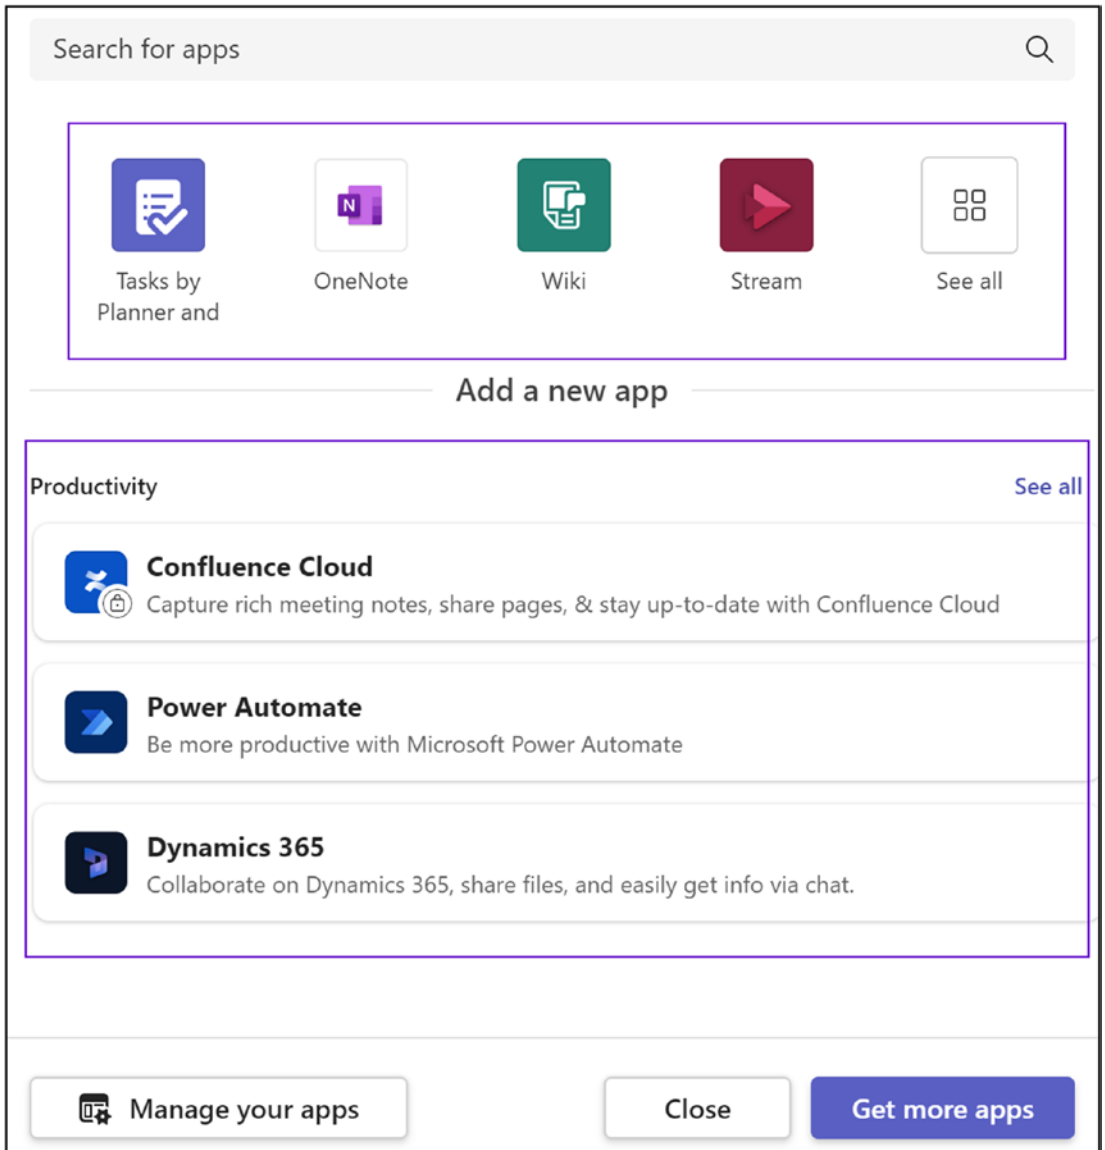 Search for apps
Tasks by
Planner and
N
OneNote
Wiki
Stream
See all
Add a new app
Productivity
See all
Confluence Cloud
Capture rich meeting notes, share pages, & stay up-to-date with Confluence Cloud
Power Automate
Be more productive with Microsoft Power Automate
Dynamics 365
Collaborate on Dynamics 365, share files, and easily get info via chat.
Manage your apps
Close
Get more apps